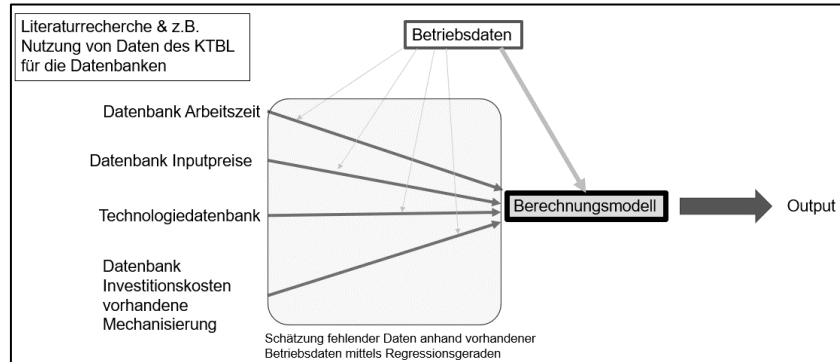 Literaturrecherche & z.B.
Nutzung von Daten des KTBL
für die Datenbanken
Betriebsdaten
Datenbank Arbeitszeit
Datenbank Inputpreise
Technologiedatenbank
Datenbank
Investitionskosten
vorhandene
Mechanisierung
Berechnungsmodell
Output
Schätzung fehlender Daten anhand vorhandener
Betriebsdaten mittels Regressionsgeraden